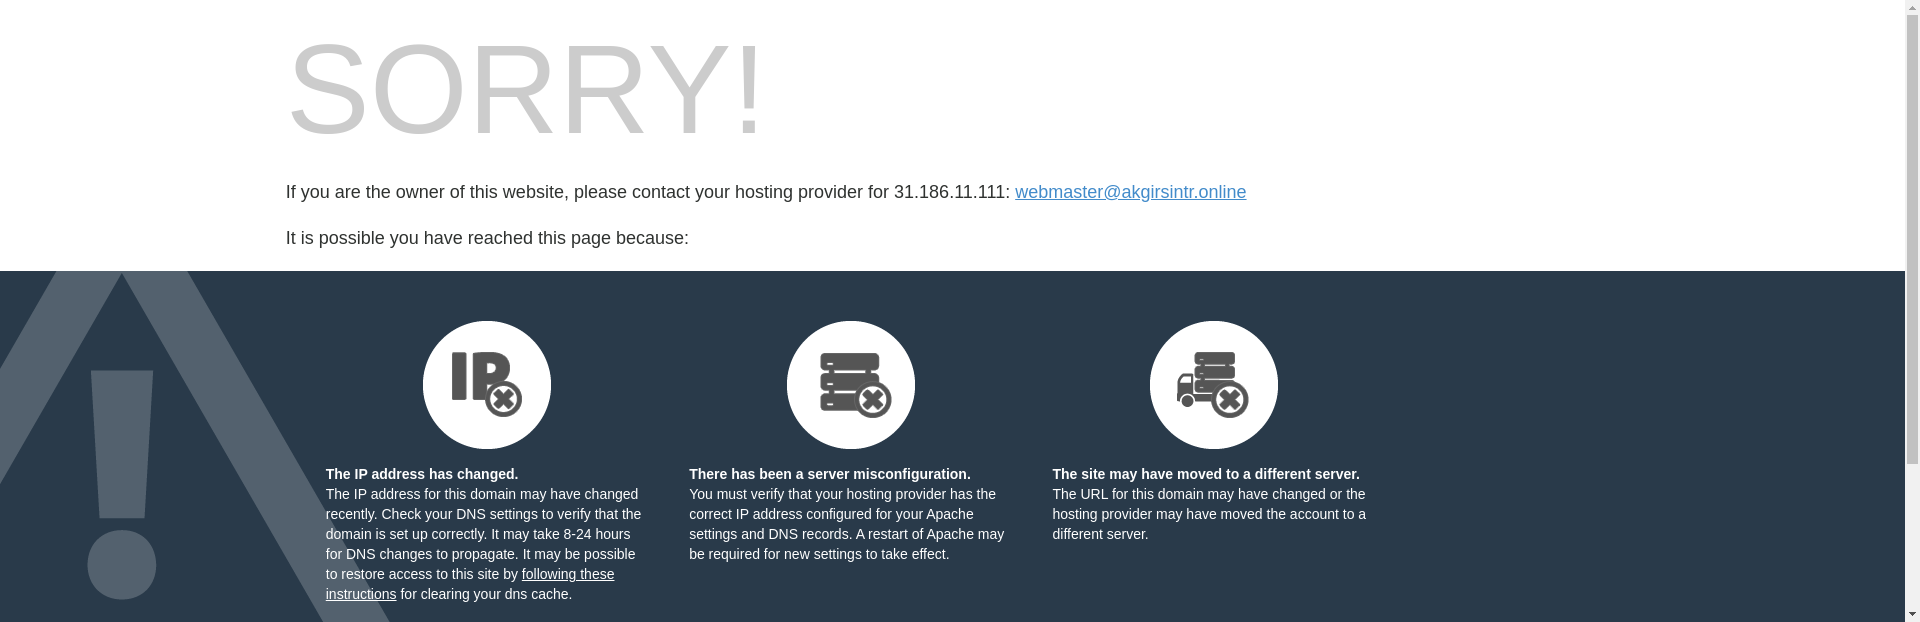 SORRY!
If you are the owner of this website, please contact your hosting provider for 31.186.11.111: webmaster@akgirsintr.online
It is possible you have reached this page because:
IP
The IP address has changed.
The IP address for this domain may have changed
recently. Check your DNS settings to verify that the
domain is set up correctly. It may take 8-24 hours
for DNS changes to propagate. It may be possible
to restore access to this site by following these
instructions for clearing your dns cache.
There has been a server misconfiguration.
You must verify that your hosting provider has the
correct IP address configured for your Apache
settings and DNS records. A restart of Apache may
be required for new settings to take effect.
The site may have moved to a different server.
The URL for this domain may have changed or the
hosting provider may have moved the account to a
different server.